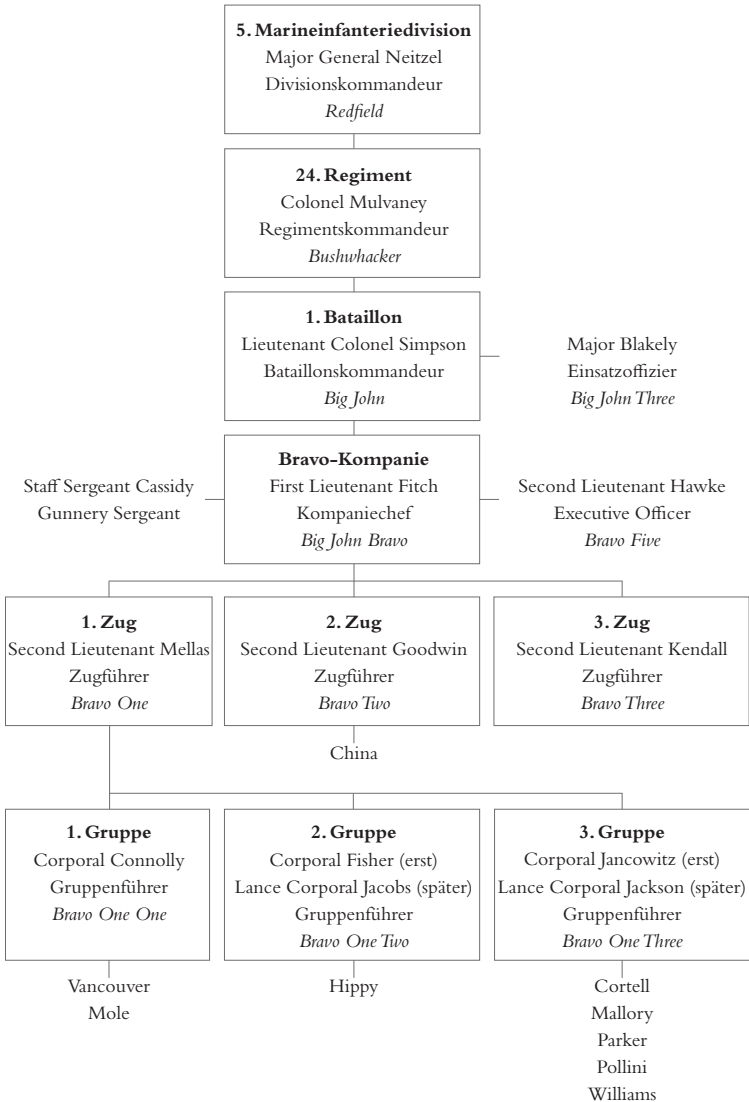 5. Marineinfanteriedivision
Major General Neitzel
Divisionskommandeur
Redfield
24. Regiment
Colonel Mulvaney
Regimentskommandeur
Bushwhacker
1. Bataillon
Lieutenant Colonel Simpson
Bataillonskommandeur
Big John
Major Blakely
Einsatzoffizier
Big John Three
Staff Sergeant Cassidy
Gunnery Sergeant
Bravo-Kompanie
First Lieutenant Fitch
Kompaniechef
Big John Bravo
Second Lieutenant Hawke
Executive Officer
Bravo Five
1. Zug
Second Lieutenant Mellas
Zugführer
Bravo One
2. Zug
Second Lieutenant Goodwin
Zugführer
Bravo Two
China
3. Zug
Second Lieutenant Kendall
Zugführer
Bravo Three
1. Gruppe
Corporal Connolly
Gruppenführer
Bravo One One
Vancouver
Mole
2. Gruppe
Corporal Fisher (erst)
Lance Corporal Jacobs (später)
Gruppenführer
Bravo One Two
Hippy
3. Gruppe
Corporal Jancowitz (erst)
Lance Corporal Jackson (später)
Gruppenführer
Bravo One Three
Cortell
Mallory
Parker
Pollini
Williams